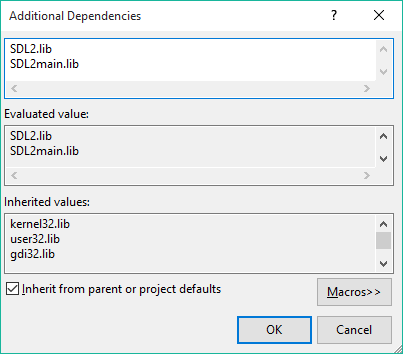 Additional Dependencies
SDL2.lib
SDL2main.lib
Evaluated value:
SDL2.lib
SDL2main.lib
Inherited values:
kernel32.lib
user32.lib
gdi32.lib
Inherit from parent or project defaults
Macros>>
OK
Cancel